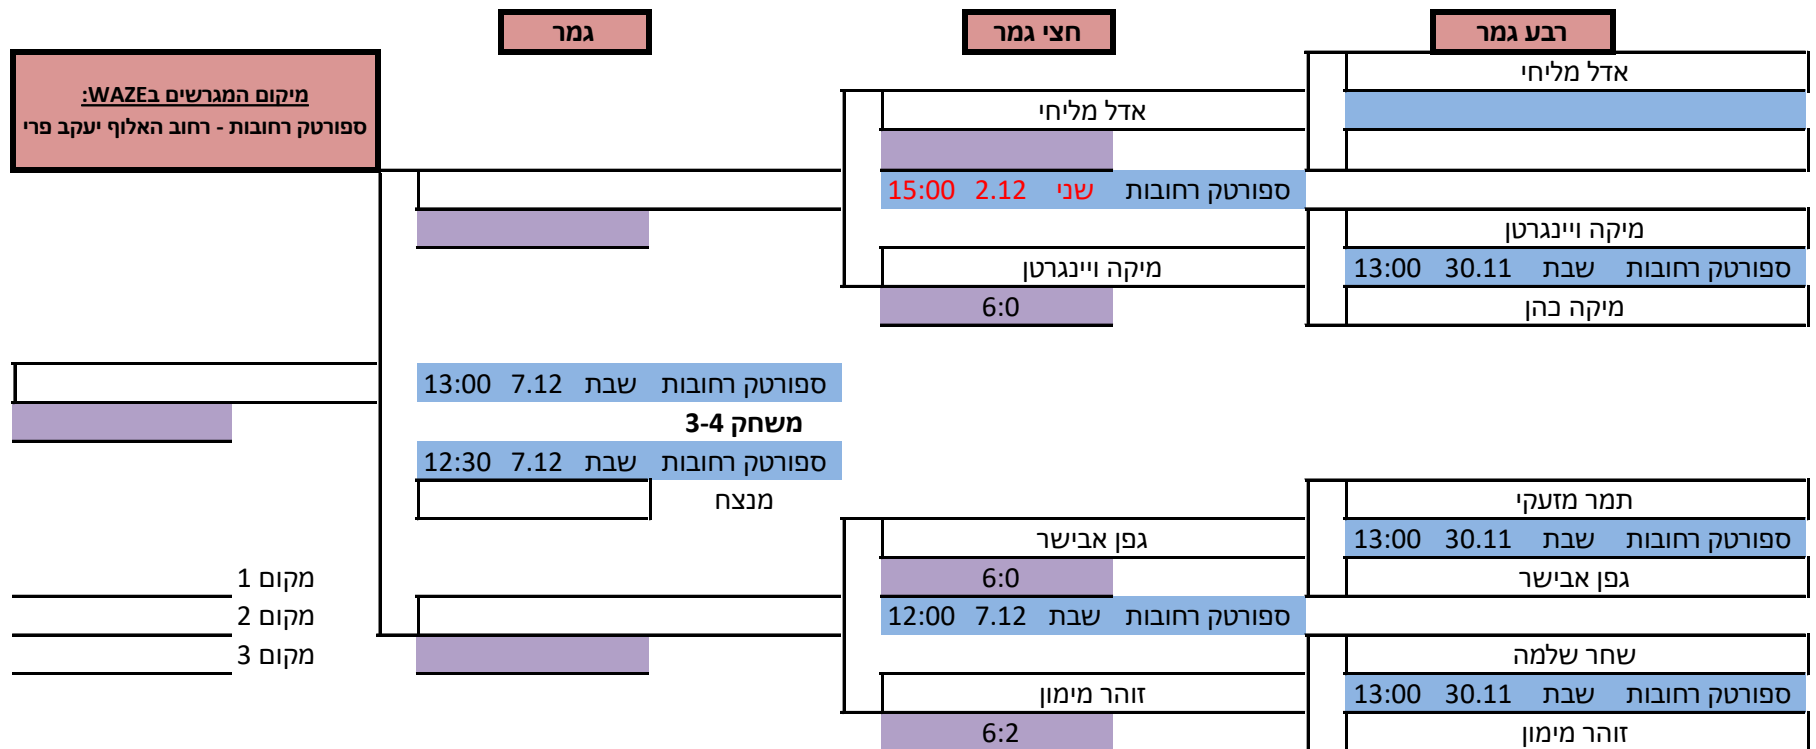 רבע גמר
חצי גמר
גמר
מיקום המגרשים בWAZE:
ספורטק רחובות - רחוב האלוף יעקב פרי
אדל מליחי
מיקה ויינגרטן
ספורטק רחובות שבת 30.11 13:00
מיקה כהן
תמר מזעקי
ספורטק רחובות שבת 30.11 13:00
גפן אבישר
שחר שלמה
ספורטק רחובות שבת 30.11 13:00
זוהר מימון
אדל מליחי
ספורטק רחובות שני 2.12 15:00
מיקה ויינגרטן
6:0
גפן אבישר
6:0
ספורטק רחובות שבת 7.12 12:00
זוהר מימון
6:2
ספורטק רחובות שבת 7.12 13:00
משחק 3-4
ספורטק רחובות שבת 7.12 12:30
מנצח
מקום 1
מקום 2
מקום 3